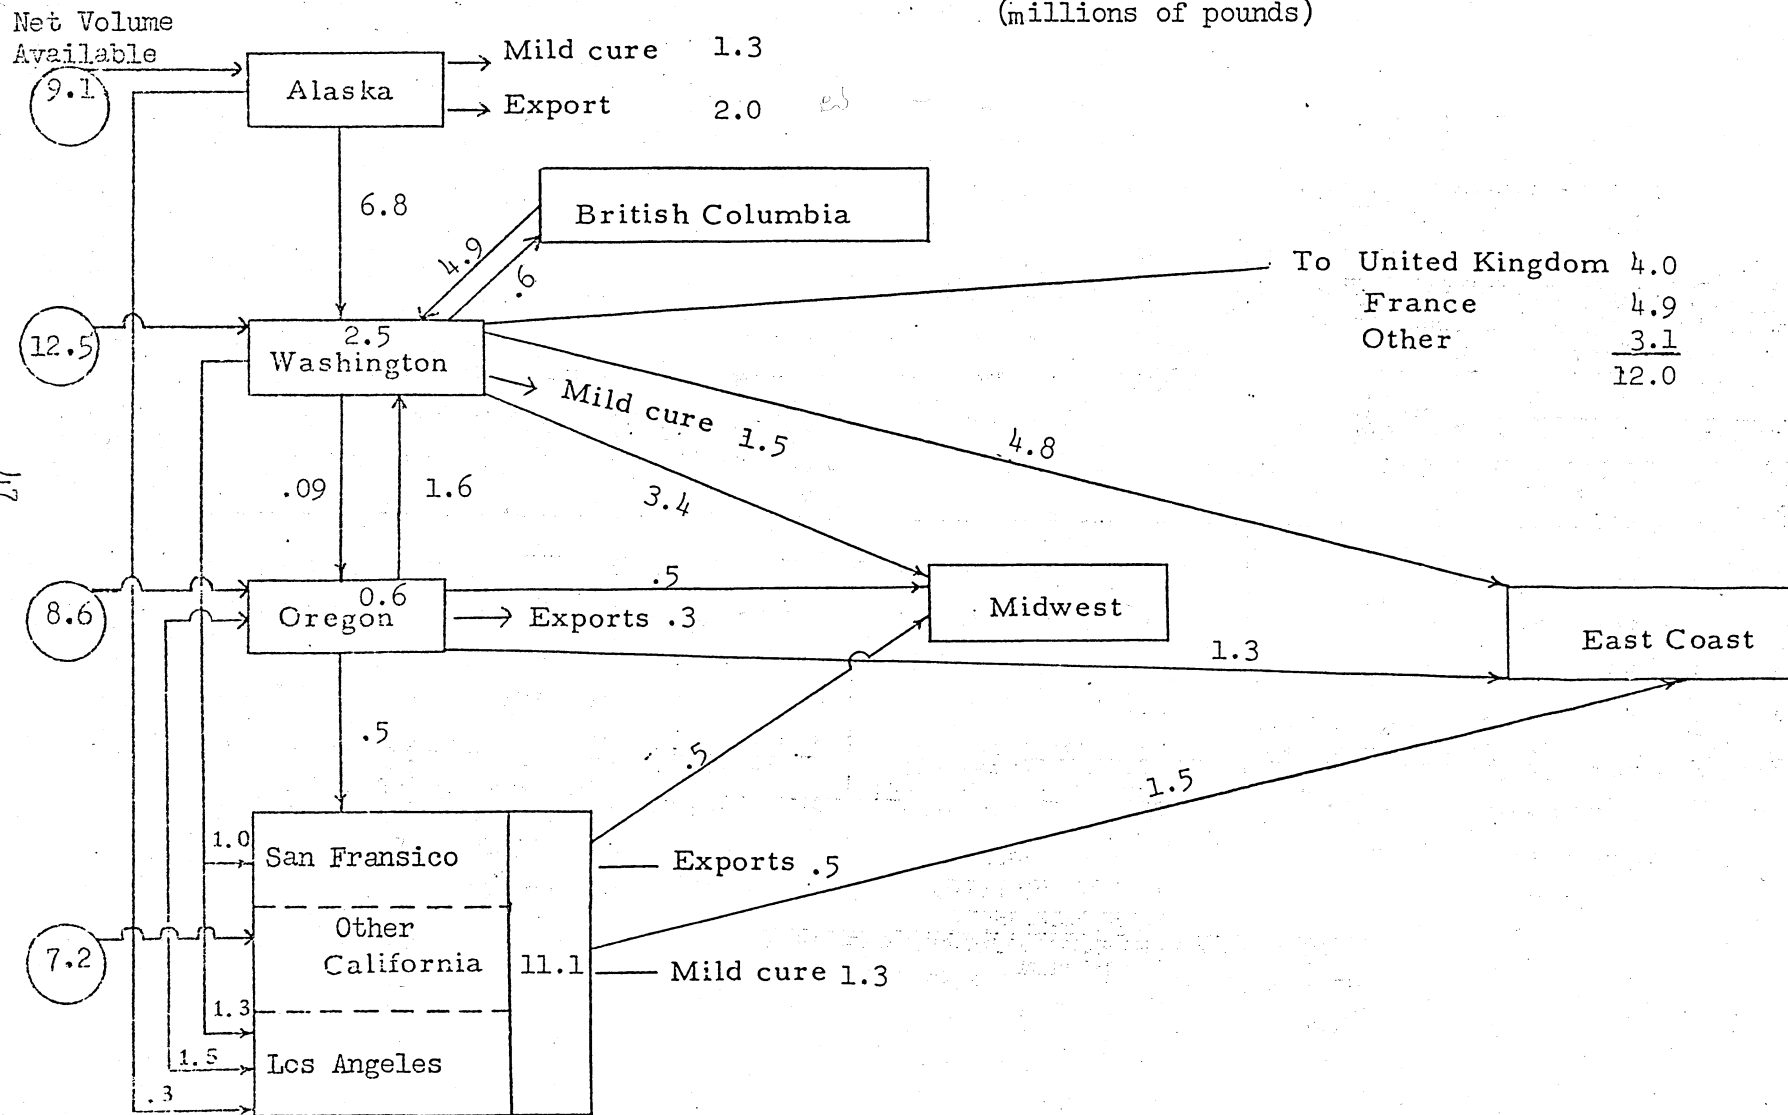 (millions of pounds)
Net Volume
Available
9.1
Alaska
Mild cure 1.3
Export 2.0
6.8
British Columbia
4.9
.6
To United Kingdom 4.0
France 4.9
Other 3.1
12.0
12.5
2.5
Washington
Mild cure 1.5
4.8
3.4
.09
1.6
47
8.6
0.6
Oregon
.5
Exports .3
Midwest
1.3
East Coast
.5
.5
1.5
1.0
San Fransico
Exports .5
7.2
Other
California
11.1
Mild cure 1.3
1.3
1.5
Los Angeles
.3